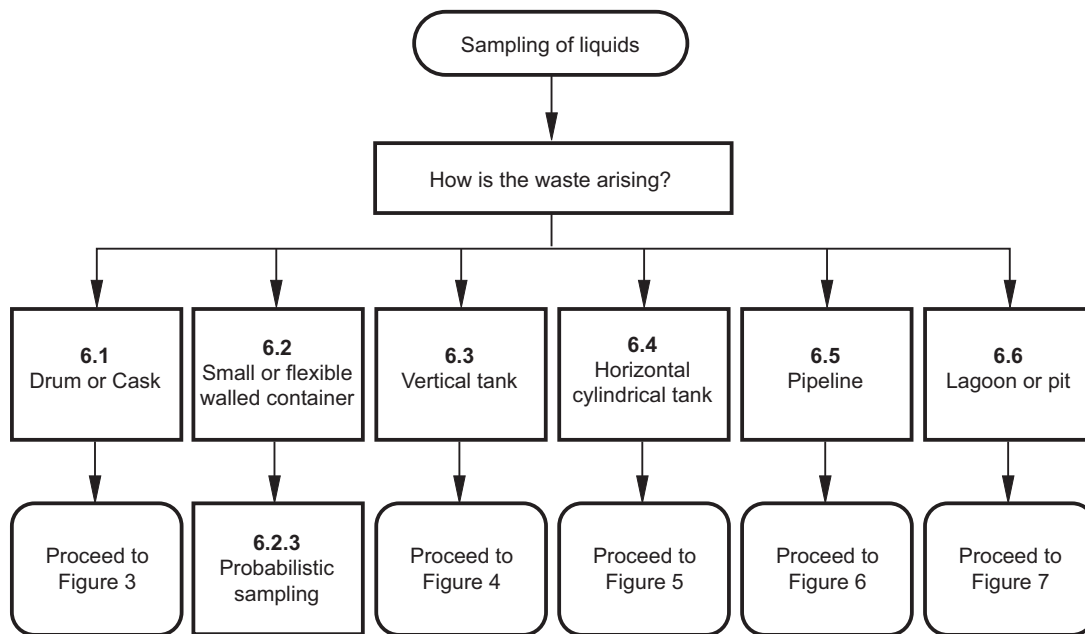 Sampling of liquids
How is the waste arising?
6.1
Drum or Cask
6.2
Small or flexible
walled container
6.3
Vertical tank
6.4
Horizontal
cylindrical tank
6.5
Pipeline
6.6
Lagoon or pit
Proceed to
Figure 3
6.2.3
Probabilistic
sampling
Proceed to
Figure 4
Proceed to
Figure 5
Proceed to
Figure 6
Proceed to
Figure 7